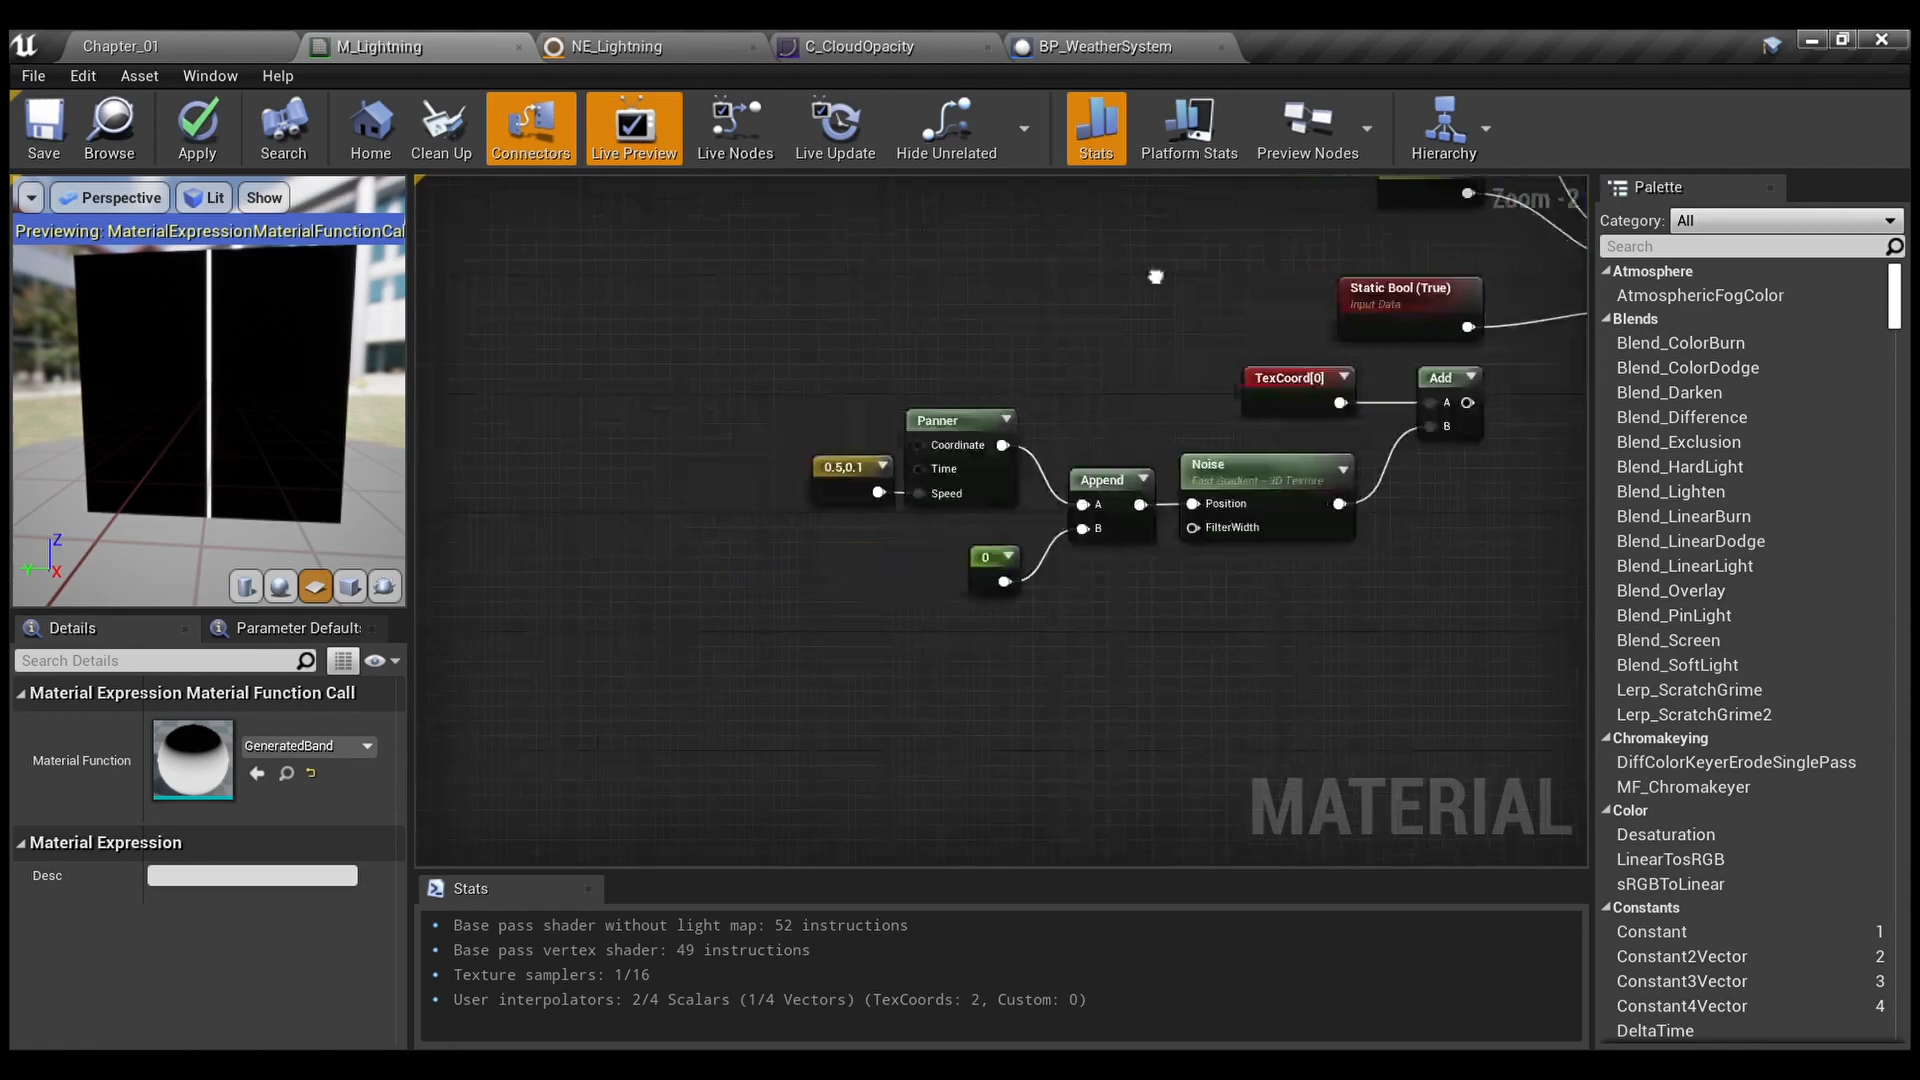 Chapter_01
M_Lightning
NE_Lightning
C_CloudOpacity
BP_WeatherSystem
File
Edit
Asset
Window
Help
Save
Browse
Apply
Search
Home
Clean Up
Connectors
Live Preview
Live Nodes
Live Update
Hide Unrelated
Stats
Platform Stats
Preview Nodes
Hierarchy
Perspective
Lit
Show
Previewing: MaterialExpressionMaterialFunctionCal
Z
Y
X
Details
Parameter Default
Search Details
Material Expression Material Function Call
Material Function
GeneratedBand
Material Expression
Desc
Zoom -2
Static Bool (True)
Input Data
TexCoord[0]
Add
A
B
Panner
Coordinate
Time
Speed
0.5,0.1
Append
A
B
0
Noise
Fast Gradient - 3D Texture
Position
FilterWidth
MATERIAL
Stats
Base pass shader without light map: 52 instructions
Base pass vertex shader: 49 instructions
Texture samplers: 1/16
User interpolators: 2/4 Scalars (1/4 Vectors) (TexCoords: 2, Custom: 0)
Palette
Category: All
Search
Atmosphere
AtmosphericFogColor
Blends
Blend_ColorBurn
Blend_ColorDodge
Blend_Darken
Blend_Difference
Blend_Exclusion
Blend_HardLight
Blend_Lighten
Blend_LinearBurn
Blend_LinearDodge
Blend_LinearLight
Blend_Overlay
Blend_PinLight
Blend_Screen
Blend_SoftLight
Lerp_ScratchGrime
Lerp_ScratchGrime2
Chromakeying
DiffColorKeyerErodeSinglePass
MF_Chromakeyer
Color
Desaturation
LinearTosRGB
sRGBToLinear
Constants
Constant 1
Constant2Vector 2
Constant3Vector 3
Constant4Vector 4
DeltaTime